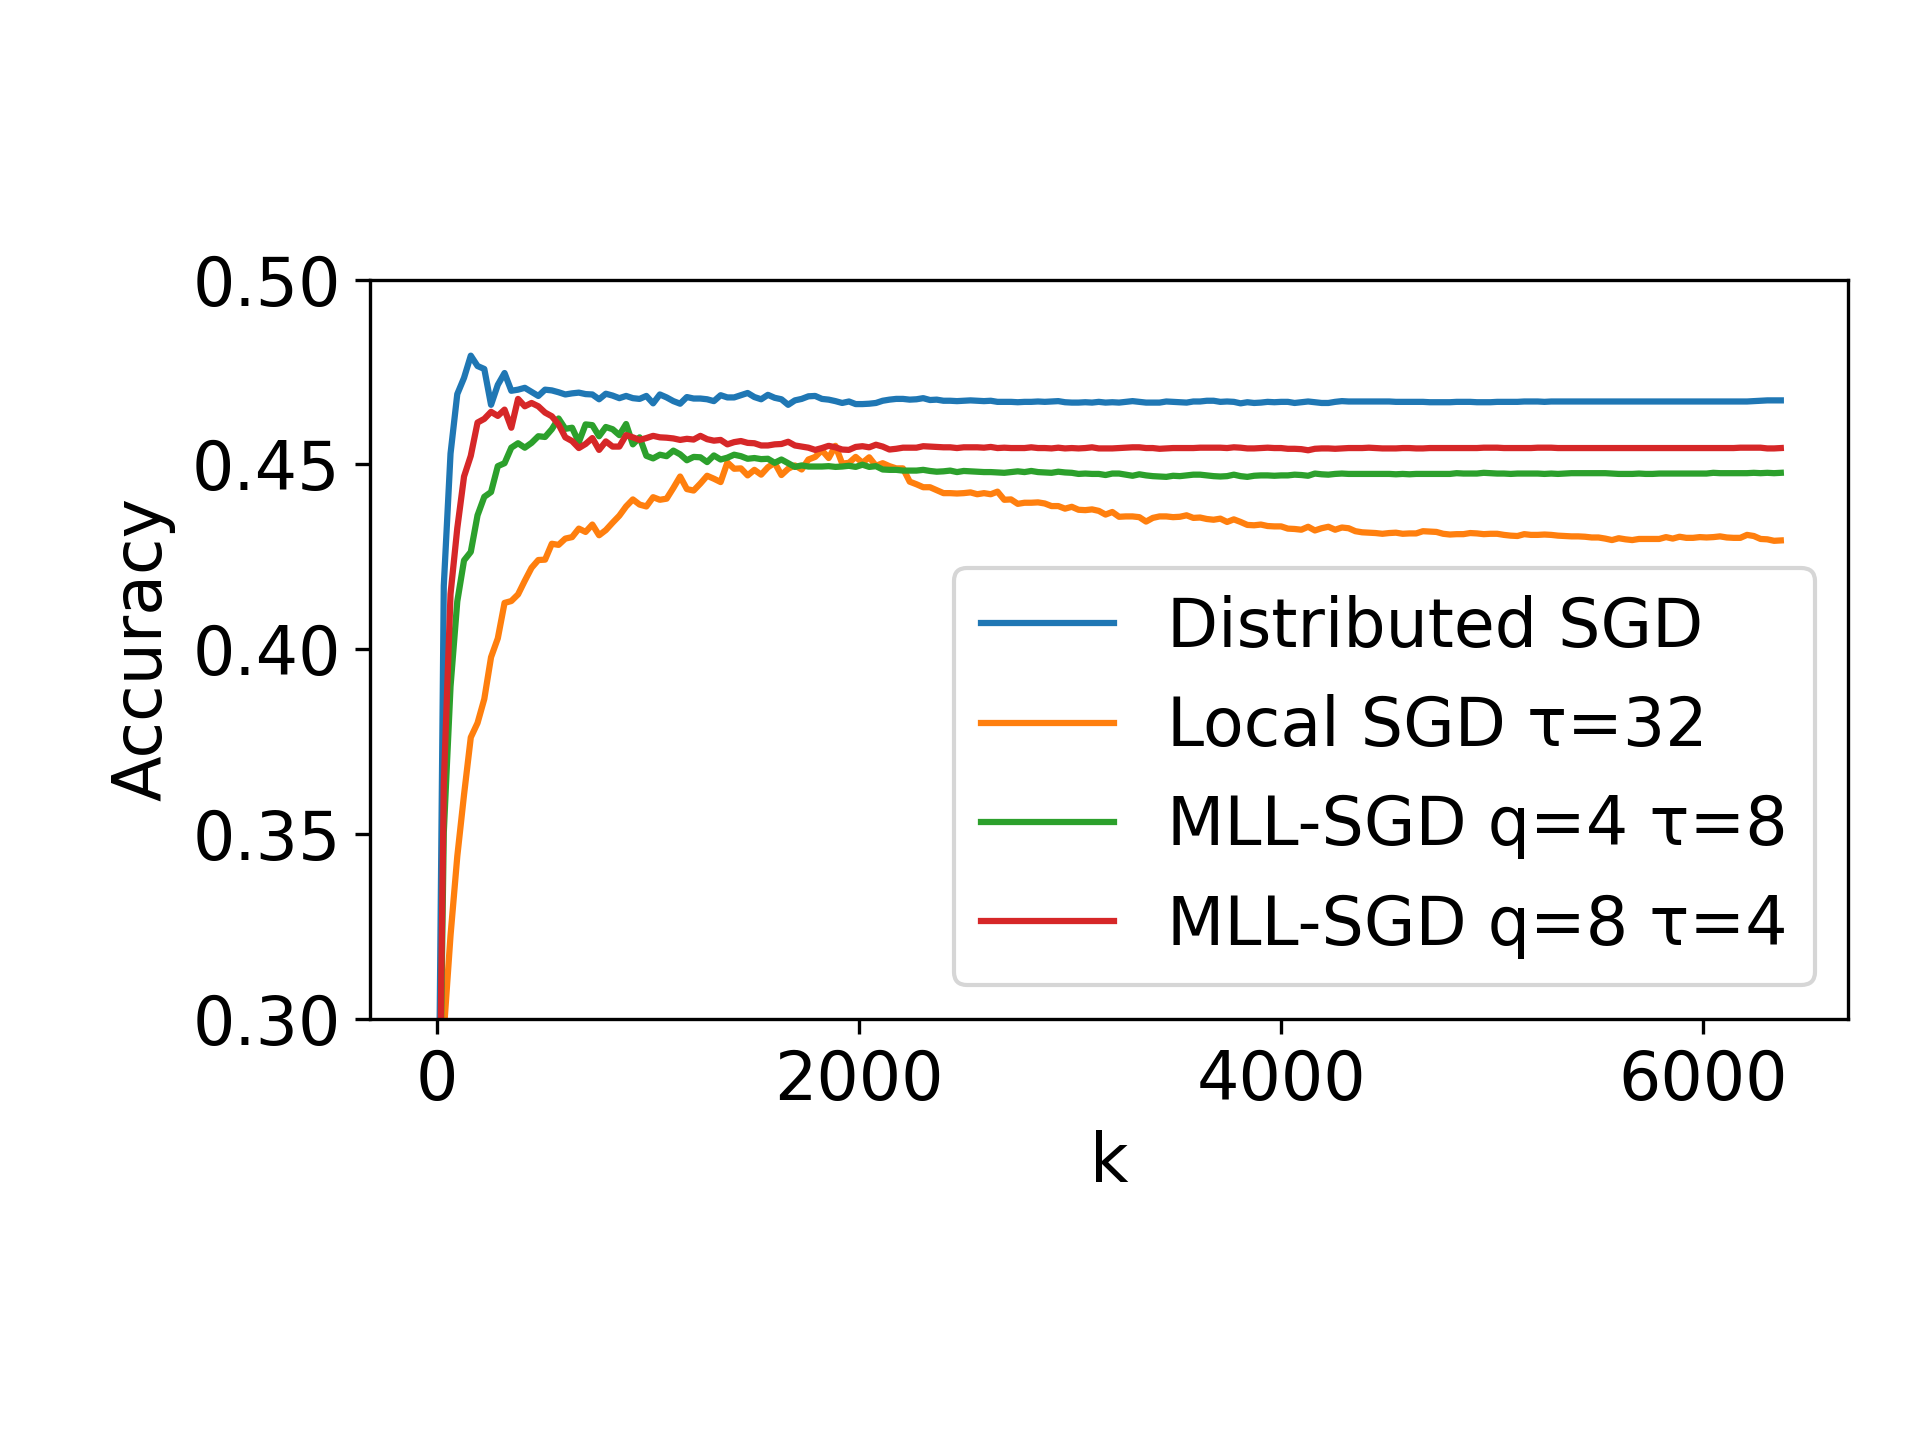 0.50
0.45
0.40
0.35
0.30
Accuracy
0 2000 4000 6000
k
Distributed SGD
Local SGD τ=32
MLL-SGD q=4 τ=8
MLL-SGD q=8 τ=4